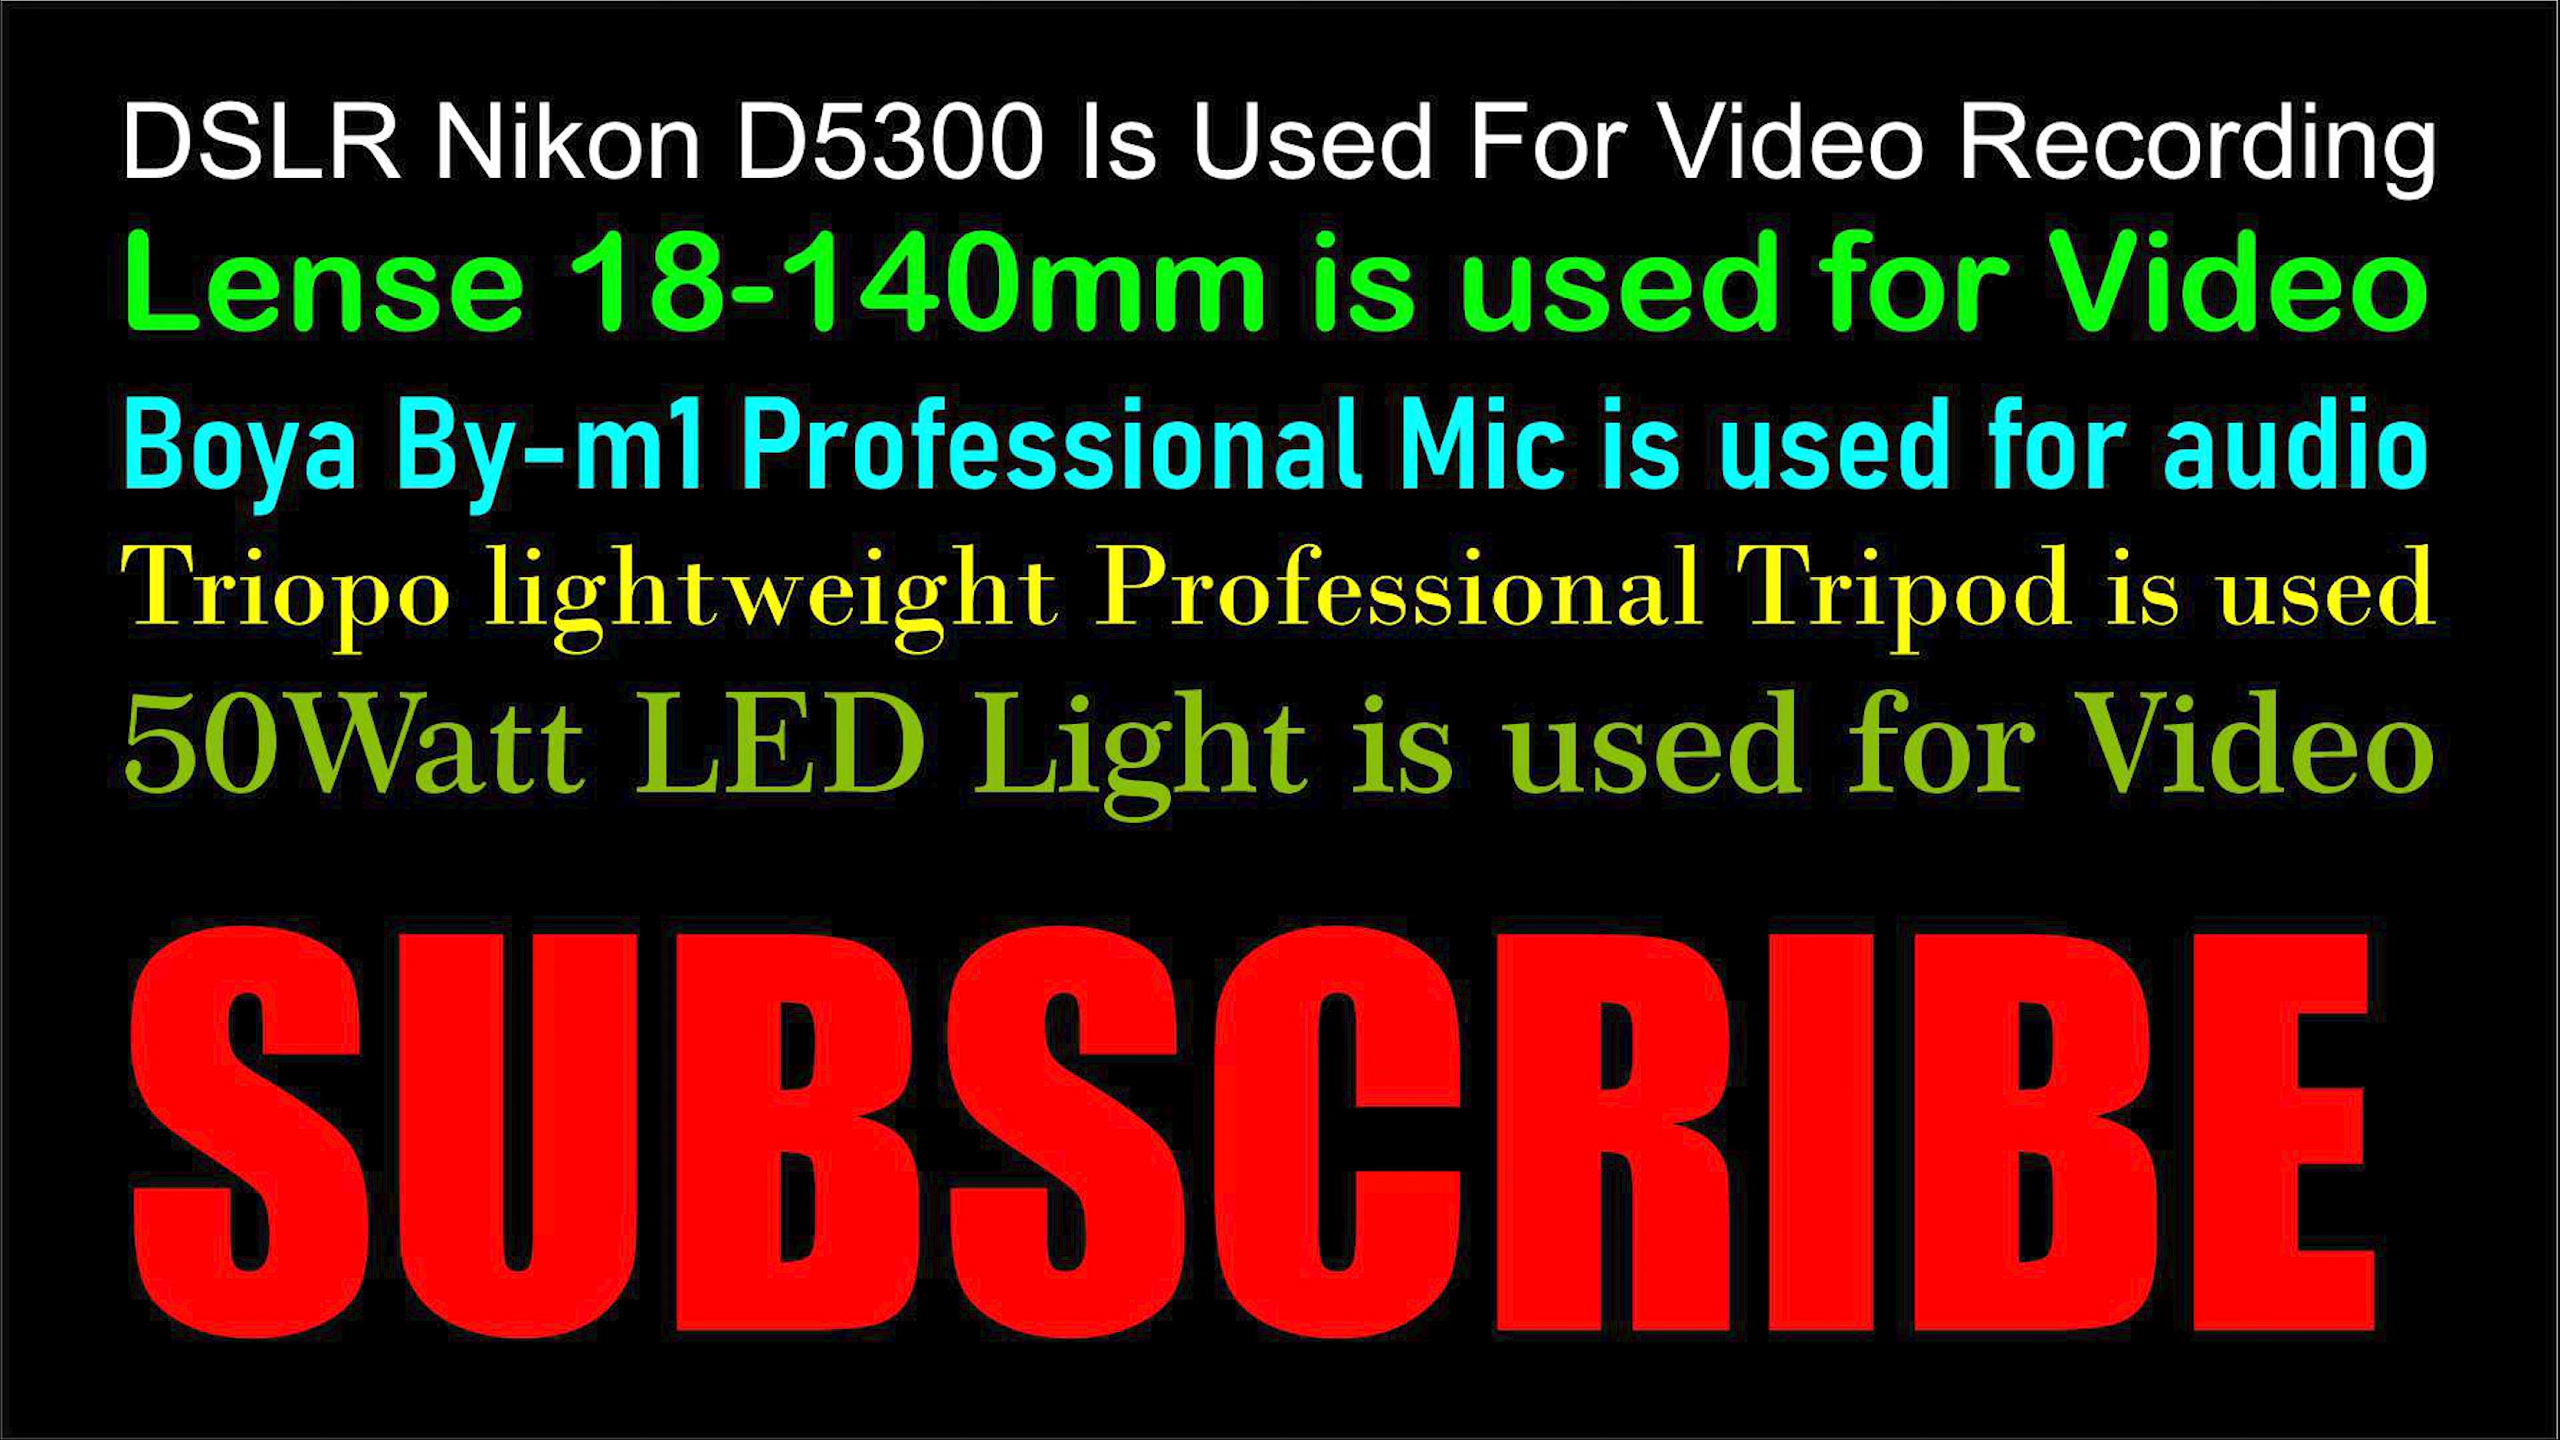 DSLR Nikon D5300 Is Used For Video Recording
Lense 18-140mm is used for Video
Boya By-m1 Professional Mic is used for audio
Triopo lightweight Professional Tripod is used
50Watt LED Light is used for Video
SUBSCRIBE